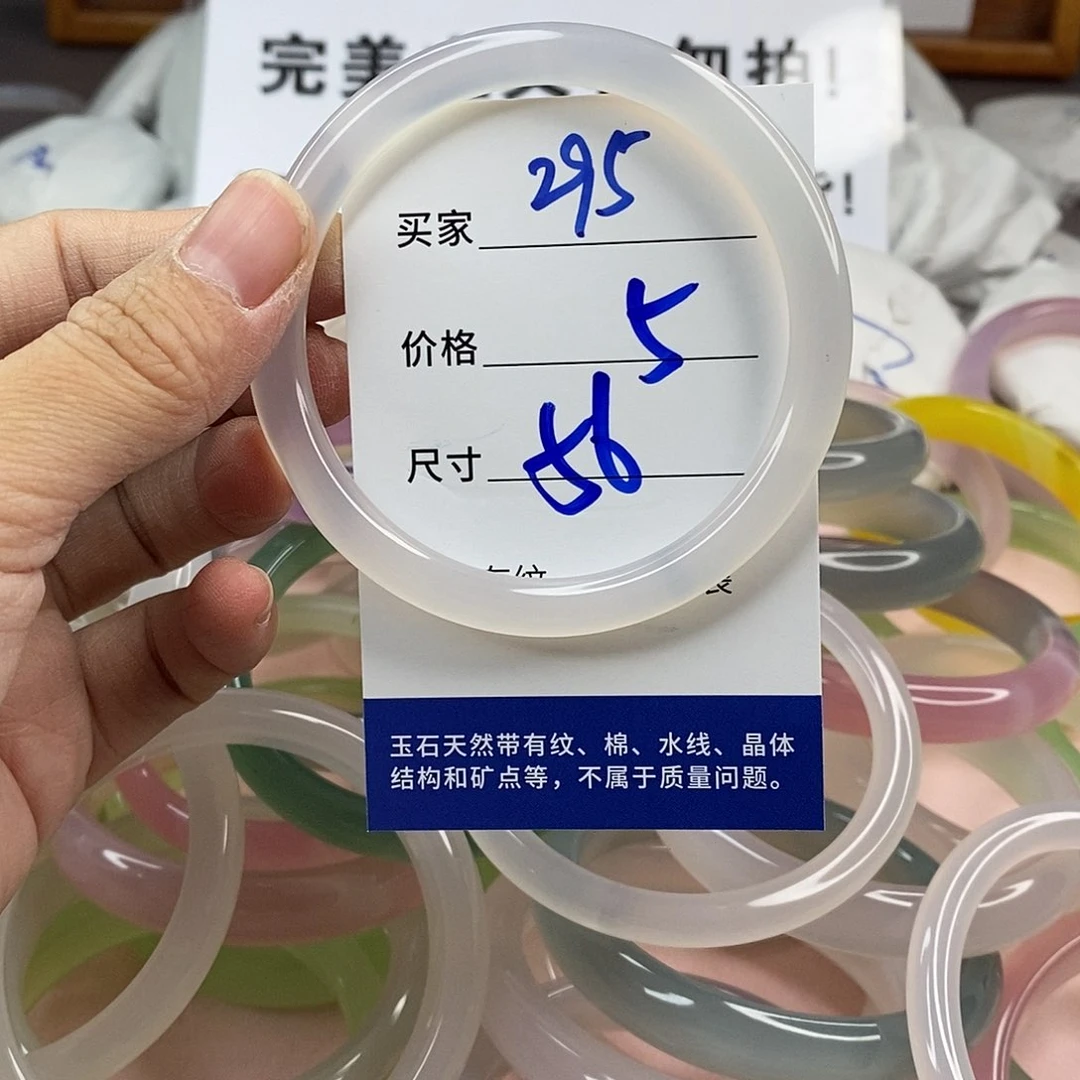 完美 勿拍!
!
买家 295
价格 5
尺寸 56
玉石天然带有纹、棉、水线、晶体
结构和矿点等，不属于质量问题。